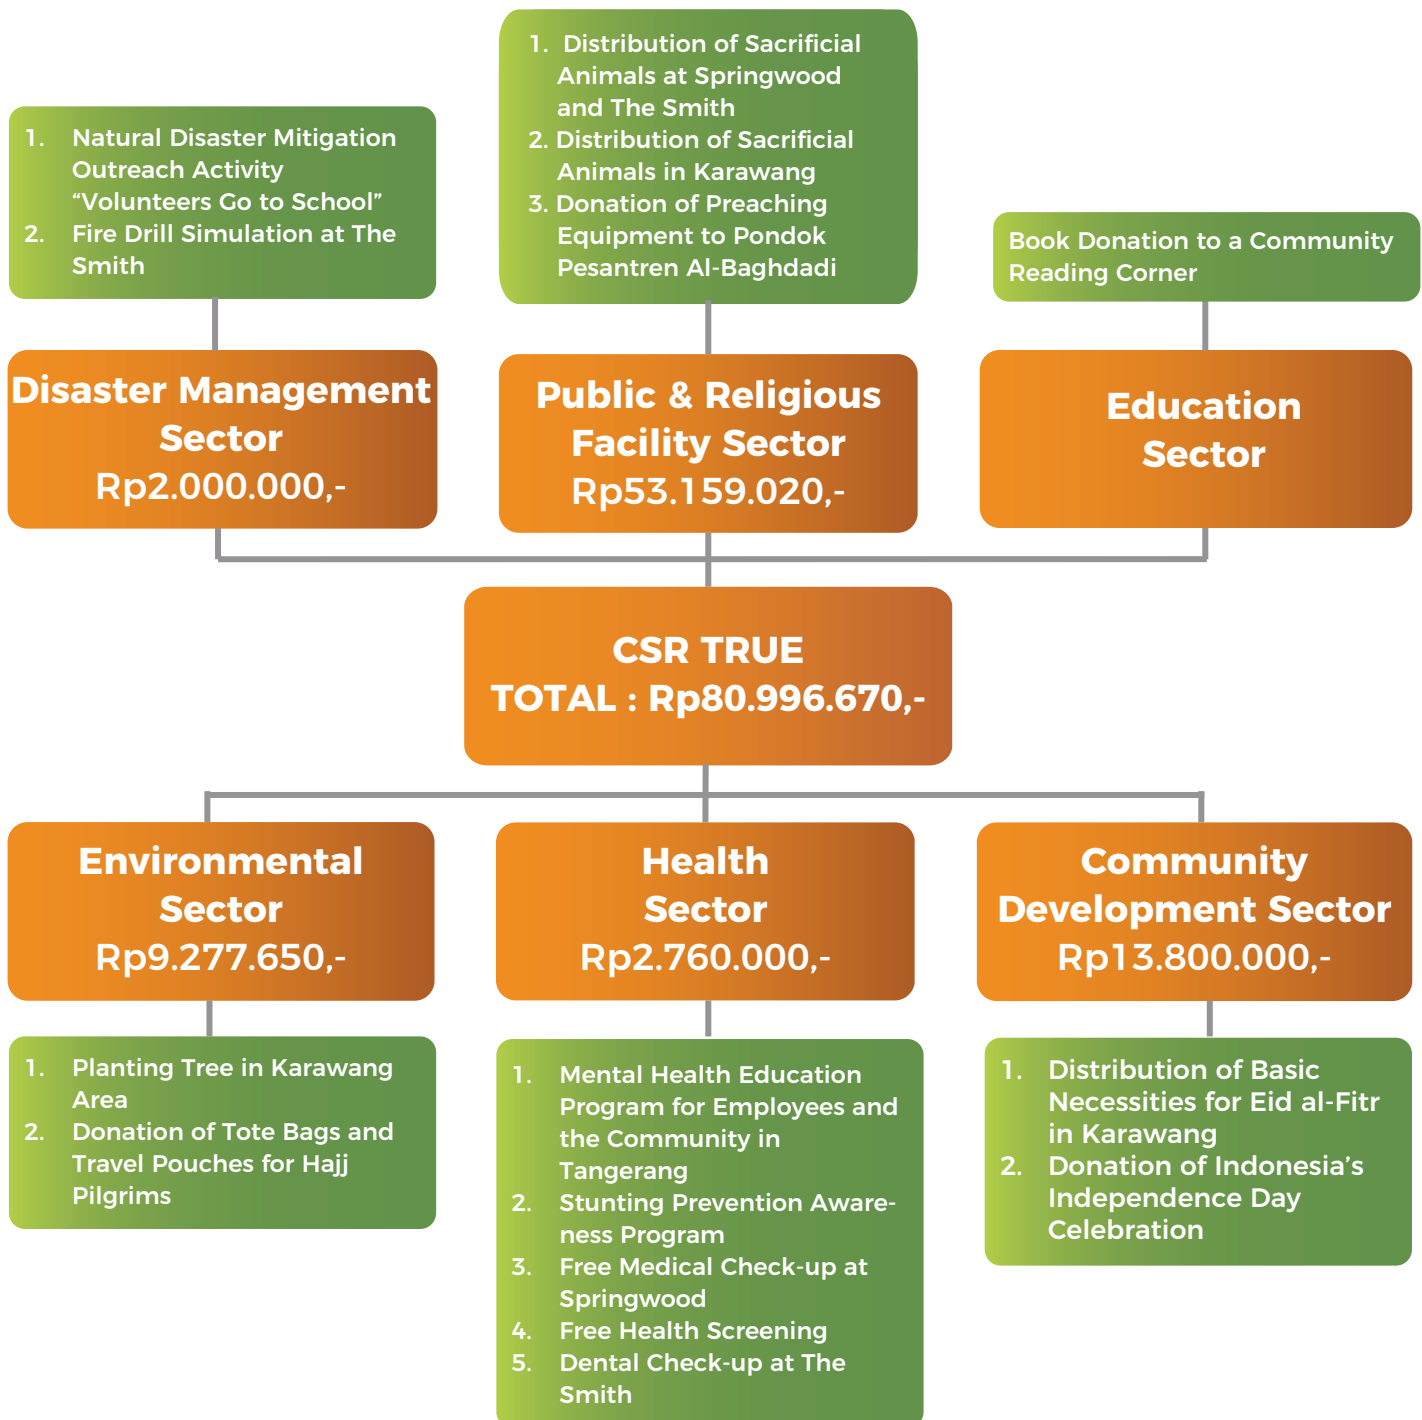 1. Natural Disaster Mitigation
Outreach Activity
“Volunteers Go to School”
2. Fire Drill Simulation at The
Smith
1. Distribution of Sacrificial
Animals at Springwood
and The Smith
2. Distribution of Sacrificial
Animals in Karawang
3. Donation of Preaching
Equipment to Pondok
Pesantren Al-Baghdadi
Book Donation to a Community
Reading Corner
Disaster Management
Sector
Rp2.000.000,-
Public & Religious
Facility Sector
Rp53.159.020,-
Education
Sector
CSR TRUE
TOTAL : Rp80.996.670,-
Environmental
Sector
Rp9.277.650,-
Health
Sector
Rp2.760.000,-
Community
Development Sector
Rp13.800.000,-
1. Planting Tree in Karawang
Area
2. Donation of Tote Bags and
Travel Pouches for Hajj
Pilgrims
1. Mental Health Education
Program for Employees and
the Community in
Tangerang
2. Stunting Prevention Aware-
ness Program
3. Free Medical Check-up at
Springwood
4. Free Health Screening
5. Dental Check-up at The
Smith
1. Distribution of Basic
Necessities for Eid al-Fitr
in Karawang
2. Donation of Indonesia’s
Independence Day
Celebration